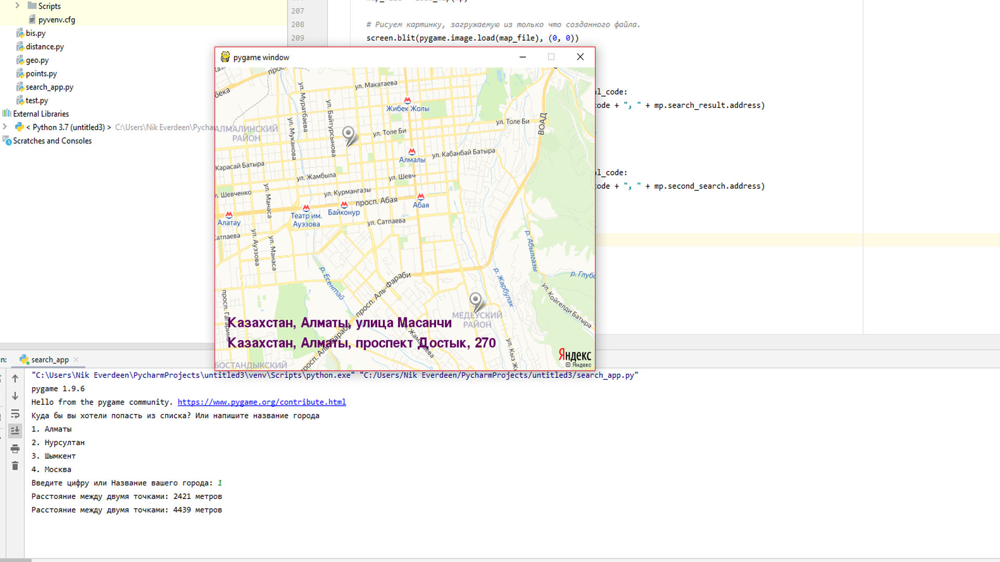 Scripts
pyvenv.cfg
bis.py
distance.py
geo.py
points.py
search_app.py
test.py
External Libraries
< Python 3.7 (untitled3) > C:\Users\Nik Everdeen\Pycha
Scratches and Consoles
207
208
209
# Рисуем картинку, загружаемую из только что созданного файла.
screen.blit(pygame.image.load(map_file), (0, 0))
l_code:
code + ", " + mp.search_result.address)
l_code:
code + ", " + mp.second_search.address)
pygame window
прос
бека
ул. Макатаева
ул. Муратбаева
ул. Байтурсынова
Жибек Жолы
АЛМАЛИНСКИЙ
РАЙОН
ул. Муканова
ул. Толе Би
ул. Толе Би
ВОАД
Алмалы
ул. Кабанбай Батыра
Карасай Батыра
ул. Жамбыла
ул. Шевч
л. Шевченко
ул. Манаса
ул. Курмангазы
просп. Абая
Абая
Театр им.
Ауэзова
Байконур
Алатау
ул. Сатпаева
Сатпаева
ул. Ауэзова
ул. Манаса
р. Абылгазы
р. Есентай
просп. Аль-Фараби
р. Жарбулак
р. Глубо
ул. Койгелди Батыра
просп. Гагарина
МЕДЕУСКИЙ
РАЙОН
Казахстан, Алматы, улица Масанчи
Казахстан, Алматы, проспект Достык, 270
просп. Аль-Фараби
ул. Кыз Ж
БОСТАНДЫКСКИЙ
Яндекс
© Яндекс
n:
search_app
"C:\Users\Nik Everdeen\PycharmProjects\untitled3\venv\Scripts\python.exe" "C:/Users/Nik Everdeen/PycharmProjects/untitled3/search_app.py"
pygame 1.9.6
Hello from the pygame community. https://www.pygame.org/contribute.html
Куда бы вы хотели попасть из списка? Или напишите название города
1. Алматы
2. Нурсултан
3. Шымкент
4. Москва
Введите цифру или Название вашего города: 1
Расстояние между двумя точками: 2421 метров
Расстояние между двумя точками: 4439 метров